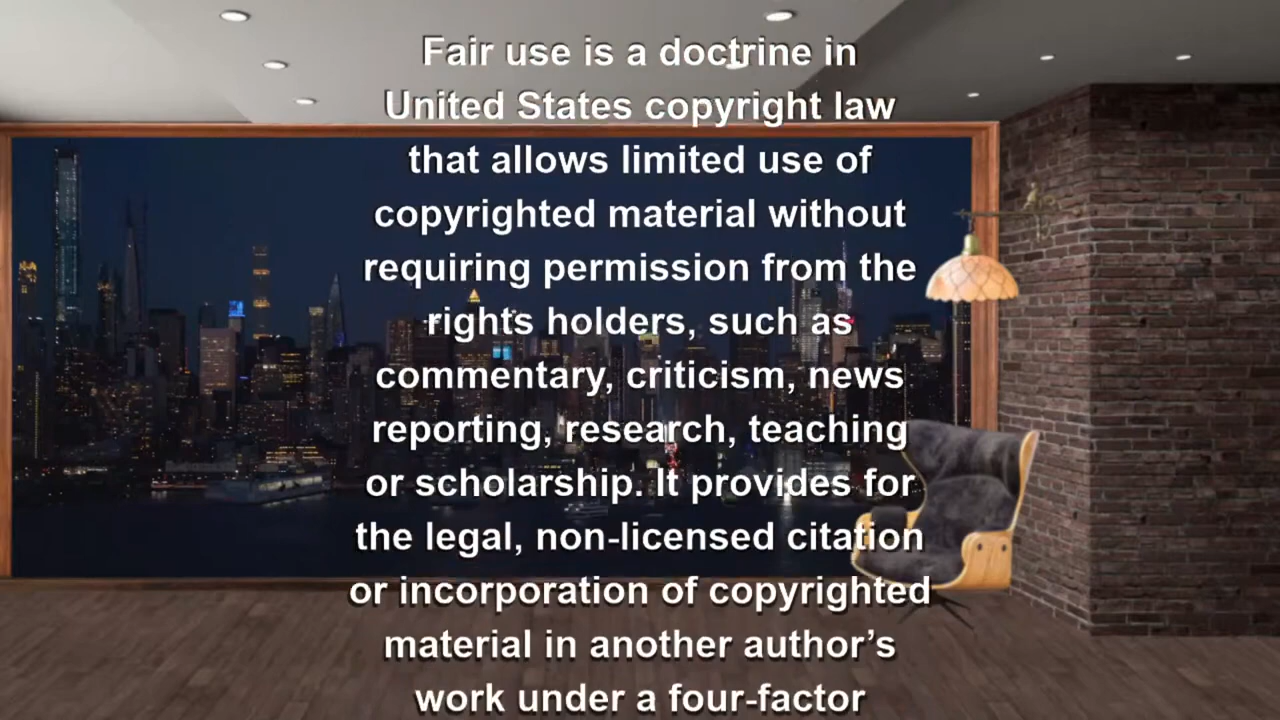 Fair use is a doctrine in
United States copyright law
that allows limited use of
copyrighted material without
requiring permission from the
rights holders, such as
commentary, criticism, news
reporting, research, teaching
or scholarship. It provides for
the legal, non-licensed citation
or incorporation of copyrighted
material in another author’s
work under a four-factor